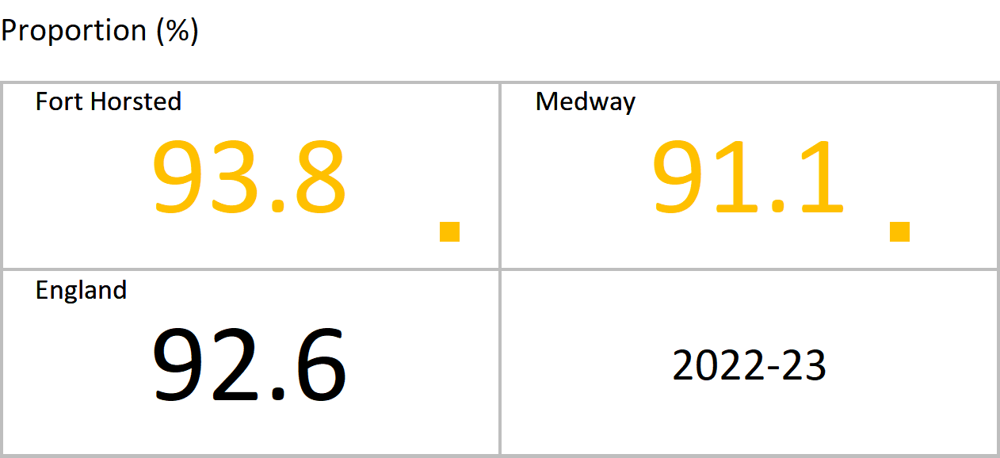 Proportion (%)
Fort Horsted
93.8
Medway
91.1
England
92.6
2022-23